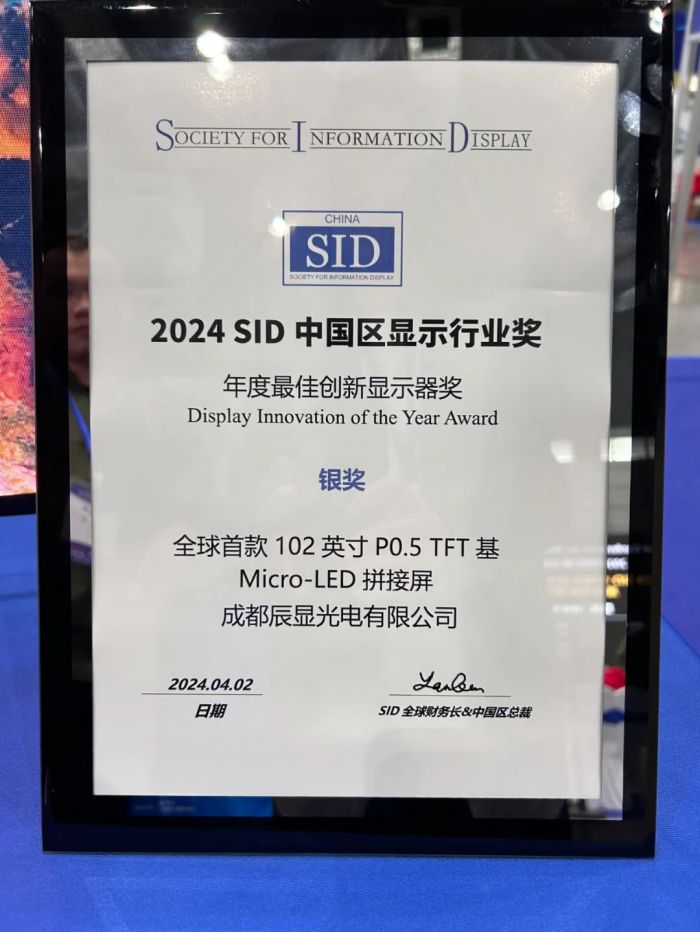 SOCIETY FOR INFORMATION DISPLAY
CHINA
SID
SOCIETY FOR INFORMATION DISPLAY
2024 SID 中国区显示行业奖
年度最佳创新显示器奖
Display Innovation of the Year Award
银奖
全球首款 102 英寸 P0.5 TFT 基
Micro-LED 拼接屏
成都辰显光电有限公司
2024.04.02
日期
SID 全球财务长&中国区总裁